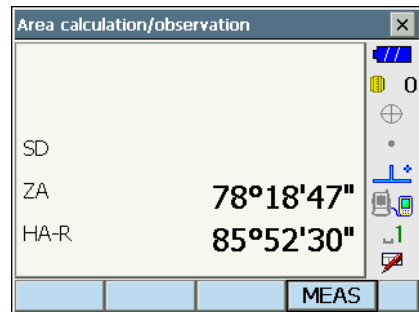 Area calculation/observation
0
SD
ZA 78°18'47"
HA-R 85°52'30"
1
MEAS